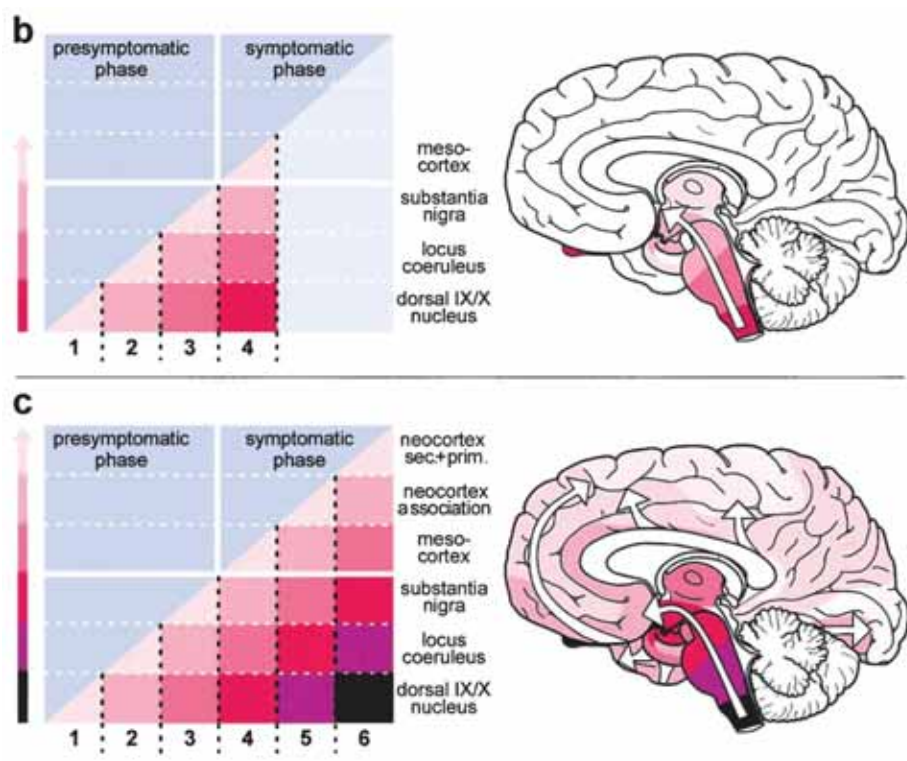 b
presymptomatic
phase
symptomatic
phase
meso-
cortex
substantia
nigra
locus
coeruleus
dorsal IX/X
nucleus
1 2 3 4
c
presymptomatic
phase
symptomatic
phase
neocortex
sec.+prim.
neocortex
association
meso-
cortex
substantia
nigra
locus
coeruleus
dorsal IX/X
nucleus
1 2 3 4 5 6